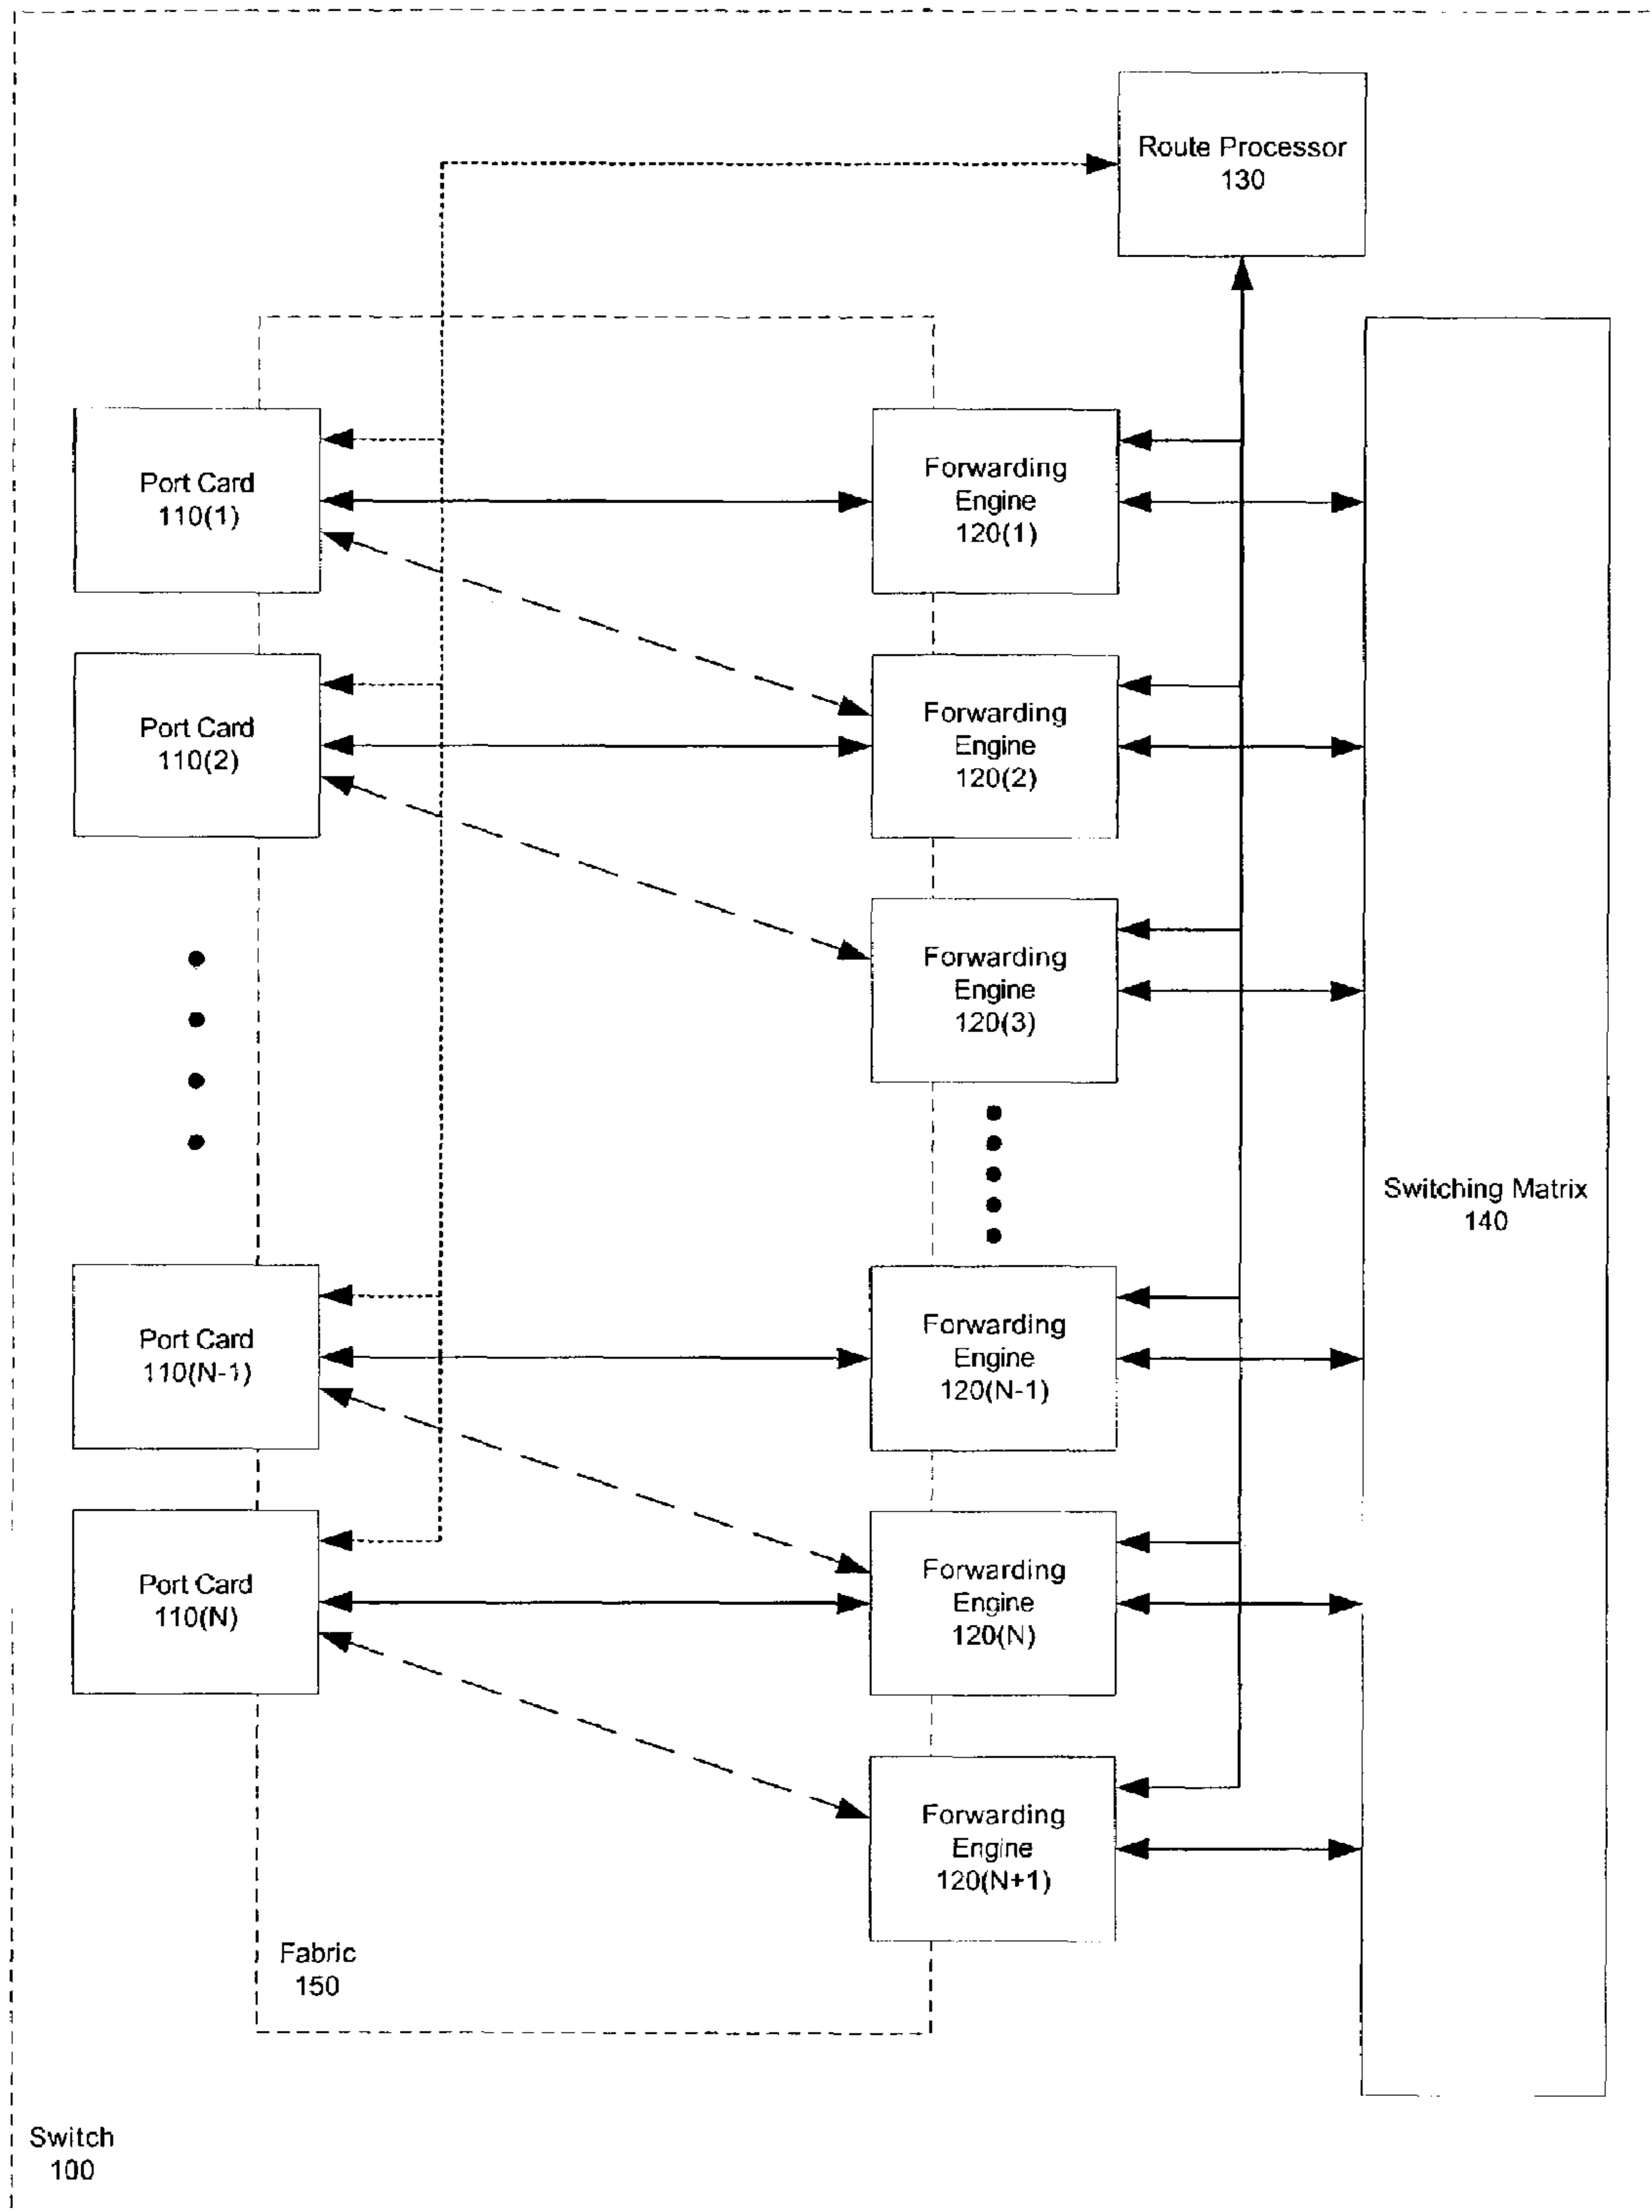 Route Processor
130
Port Card
110(1)
Forwarding
Engine
120(1)
Port Card
110(2)
Forwarding
Engine
120(2)
Forwarding
Engine
120(3)
Switching Matrix
140
Port Card
110(N-1)
Forwarding
Engine
120(N-1)
Port Card
110(N)
Forwarding
Engine
120(N)
Forwarding
Engine
120(N+1)
Fabric
150
Switch
100